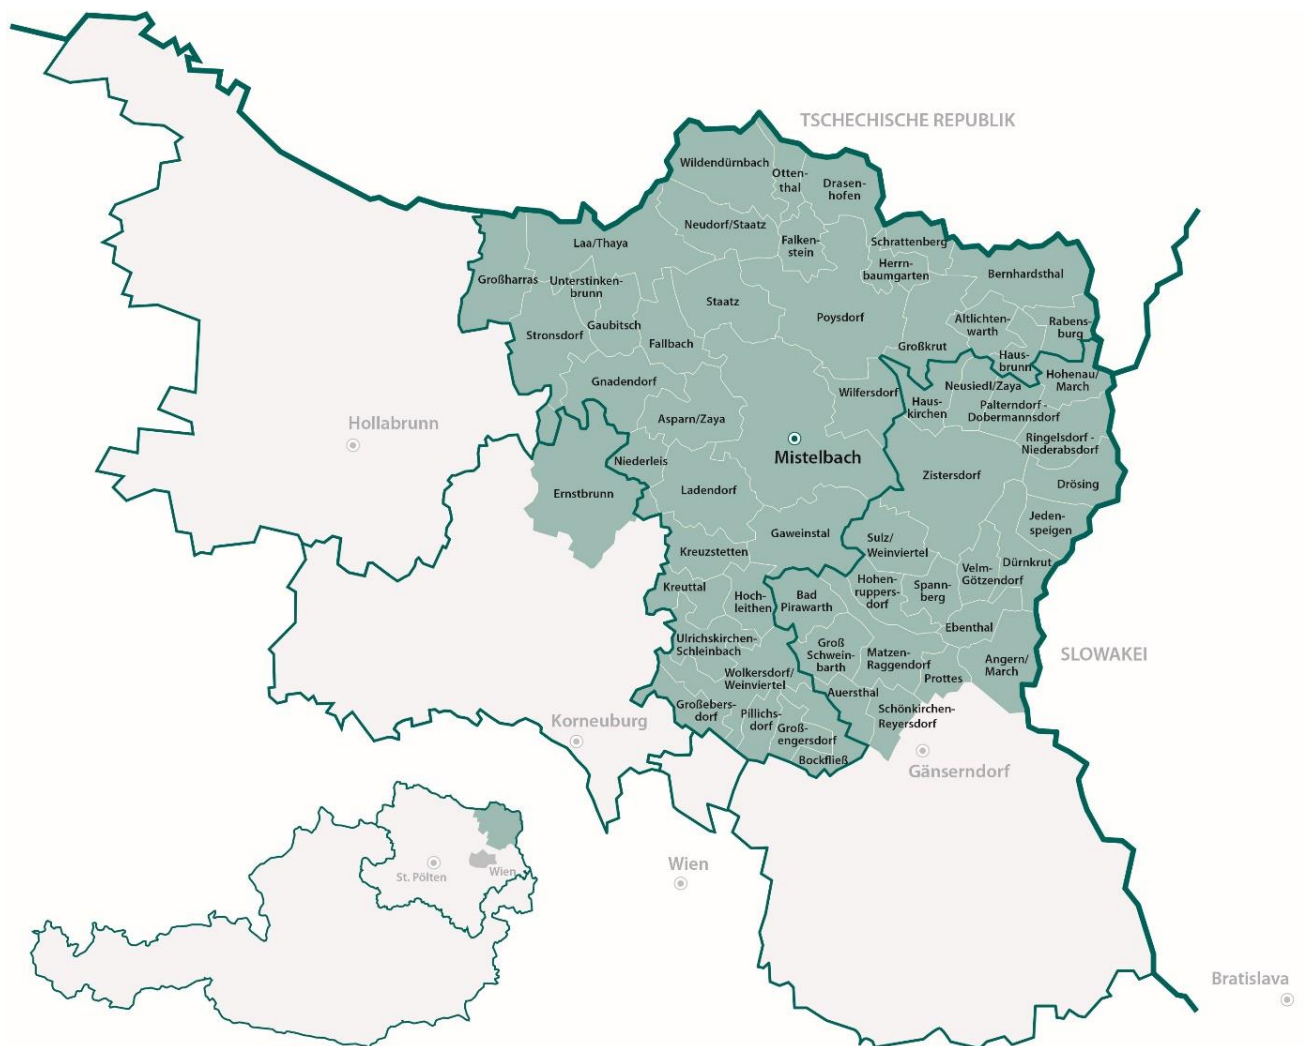 TSCHECHISCHE REPUBLIK
Wildendürnbach
Otten-
thal
Drasen-
hofen
Neudorf/Staatz
Laa/Thaya
Falken-
stein
Schrattenberg
Herrn-
baumgarten
Bernhardsthal
Großharras
Unterstinken-
brunn
Staatz
Poysdorf
Altlichten-
warth
Rabens-
burg
Stronsdorf
Gaubitsch
Fallbach
Großkrut
Haus-
brunn
Gnadendorf
Wilfersdorf
Haus-
kirchen
Neusiedl/Zaya
Hohenau/
March
Palterndorf -
Dobermannsdorf
Hollabrunn
Asparn/Zaya
Mistelbach
Ringelsdorf -
Niederabsdorf
Niederleis
Ernstbrunn
Ladendorf
Zistersdorf
Drösing
Jeden-
speigen
Gaweinstal
Sulz/
Weinviertel
Kreuzstetten
Velm-
Götzendorf
Dürnkrut
Kreuttal
Hoch-
leithen
Bad
Pirawarth
Hohen-
ruppers-
dorf
Spann-
berg
Ebenthal
Ulrichskirchen-
Schleinbach
Groß
Schwein-
barth
Matzen-
Raggendorf
Angern/
March
SLOWAKEI
Wolkersdorf/
Weinviertel
Prottes
Auersthal
Großebers-
dorf
Pillichs-
dorf
Groß-
engersdorf
Schönkirchen-
Reyersdorf
Korneuburg
Bockfließ
Gänserndorf
Wien
St. Pölten
Wien
Bratislava